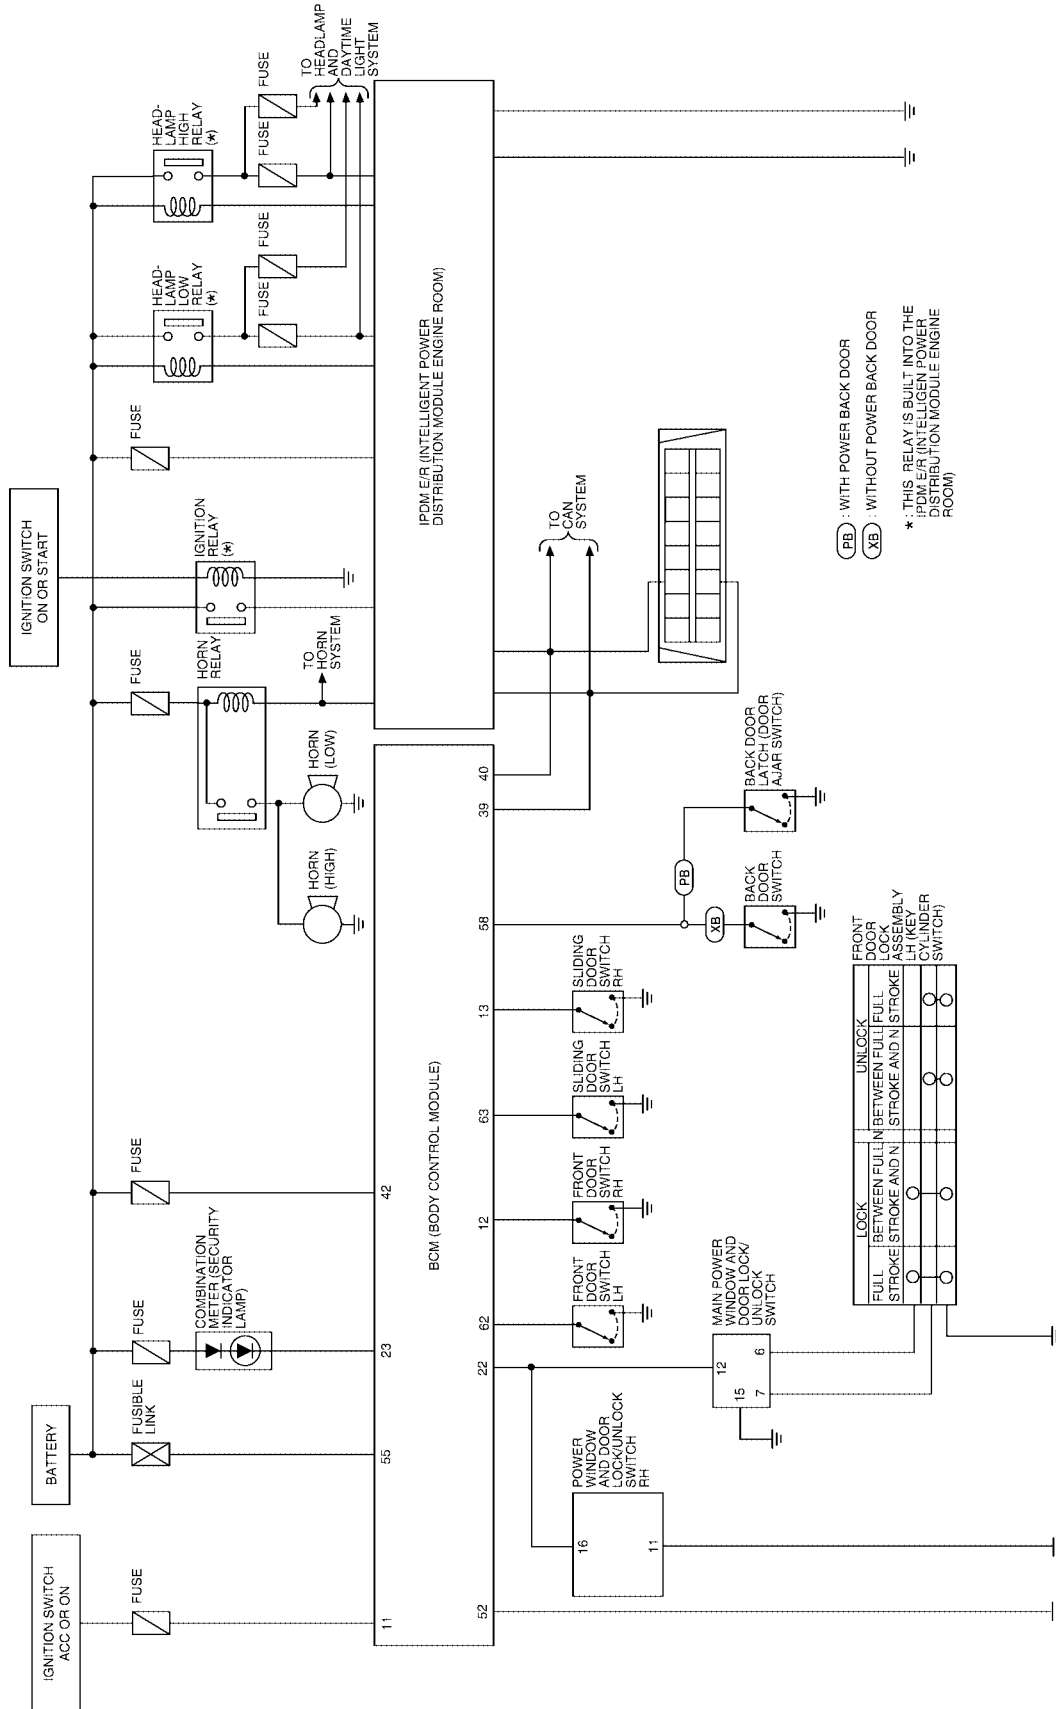 IGNITION SWITCH
ACC OR ON
BATTERY
IGNITION SWITCH
ON OR START
FUSE
FUSIBLE
LINK
FUSE
COMBINATION
METER (SECURITY
INDICATOR
LAMP)
FUSE
FUSE
HORN
RELAY
IGNITION
RELAY
(*)
FUSE
HEAD-
LAMP
LOW
RELAY
(*)
HEAD-
LAMP
HIGH
RELAY
(*)
FUSE
FUSE
FUSE
FUSE
HORN
(HIGH)
HORN
(LOW)
TO
HORN
SYSTEM
TO
HEADLAMP
AND
DAYTIME
LIGHT
SYSTEM
11
55
23
42
BCM (BODY CONTROL MODULE)
IPDM E/R (INTELLIGENT POWER
DISTRIBUTION MODULE ENGINE ROOM)
52
22
62
12
63
13
58
39
40
TO
CAN
SYSTEM
POWER
WINDOW
AND DOOR
LOCK/UNLOCK
SWITCH
RH
16
11
FRONT
DOOR
SWITCH
LH
FRONT
DOOR
SWITCH
RH
SLIDING
DOOR
SWITCH
LH
SLIDING
DOOR
SWITCH
RH
PB
XB
MAIN POWER
WINDOW AND
DOOR LOCK/
UNLOCK
SWITCH
12
15
7
6
BACK
DOOR
SWITCH
BACK DOOR
LATCH (DOOR
AJAR SWITCH)
LOCK
UNLOCK
FULL
STROKE
BETWEEN FULL
STROKE AND N
N
BETWEEN FULL
STROKE AND N
FULL
STROKE
FRONT
DOOR
LOCK
ASSEMBLY
LH (KEY
CYLINDER
SWITCH)
PB : WITH POWER BACK DOOR
XB : WITHOUT POWER BACK DOOR
* : THIS RELAY IS BUILT INTO THE
IPDM E/R (INTELLIGEN POWER
DISTRIBUTION MODULE ENGINE
ROOM)